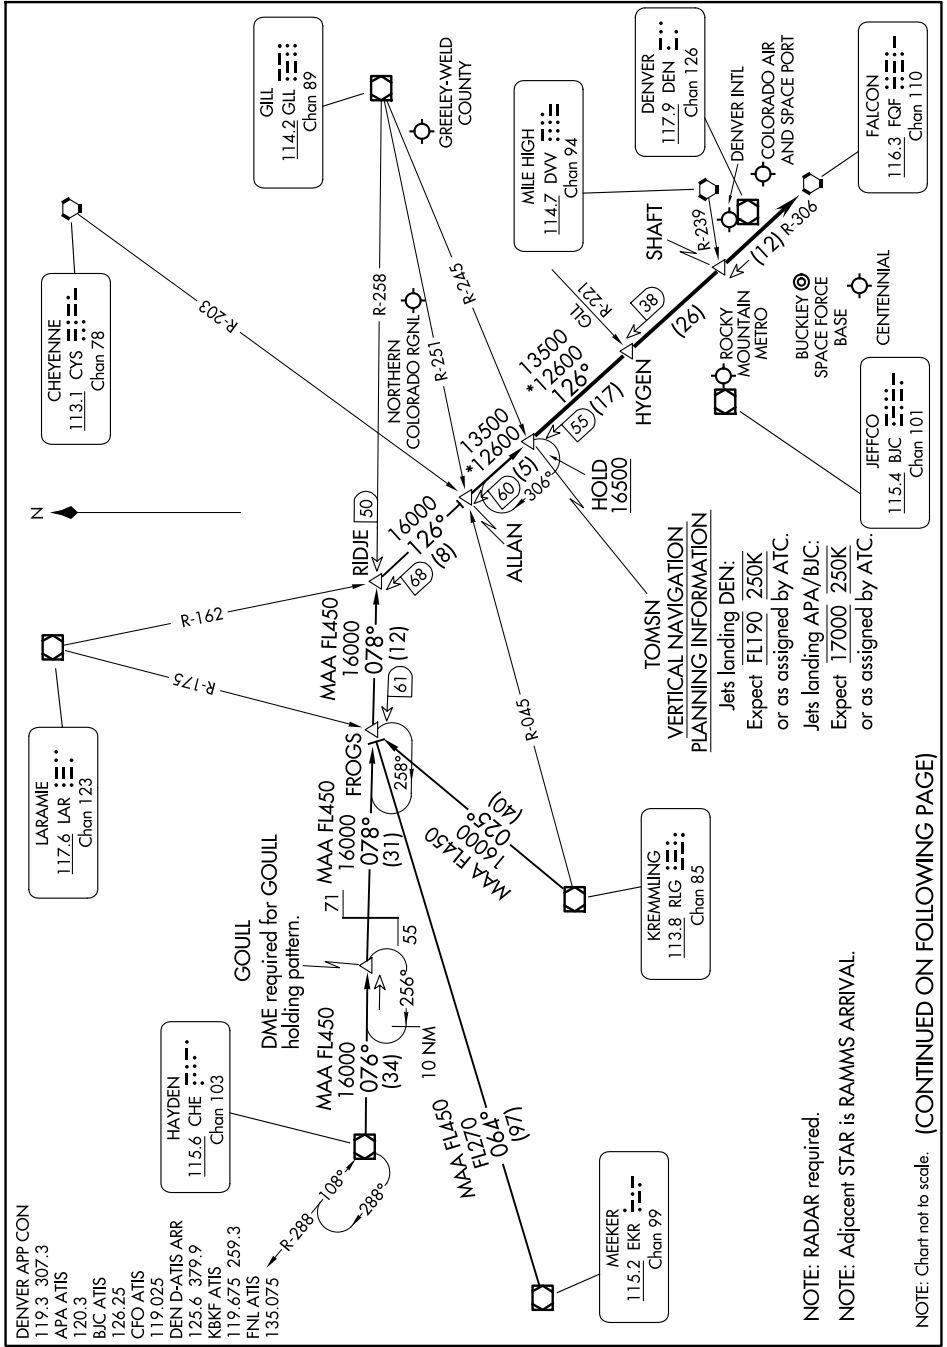 DENVER APP CON
119.3 307.3
APA ATIS
120.3
BJC ATIS
126.25
CFO ATIS
119.025
DEN D-ATIS ARR
125.6 379.9
KBKF ATIS
119.675 259.3
FNL ATIS
135.075
LARAMIE
117.6 LAR
Chan 123
CHEYENNE
113.1 CYS
Chan 78
GILL
114.2 GLL
Chan 89
GREELEY-WELD
COUNTY
N
R-175
R-162
R-203
R-258
R-251
R-245
NORTHERN
COLORADO RGNL
HAYDEN
115.6 CHE
Chan 103
R-288
108°
288°
MAA FL450
16000
076°
(34)
GOULL
DME required for GOULL
holding pattern.
256°
10 NM
71
55
MAA FL450
16000
078°
(31)
FROGS
258°
61
MAA FL450
16000
078°
(12)
RIDJE
50
68
16000
126°
(8)
ALLAN
60
13500
*12600
(5)
306°
HOLD
16500
55
13500
*12600
126°
(17)
GLL
R-221
HYGEN
38
(26)
SHAFT
R-239
(12)
R-306
MILE HIGH
114.7 DVV
Chan 94
DENVER
117.9 DEN
Chan 126
DENVER INTL
COLORADO AIR
AND SPACE PORT
FALCON
116.3 FQF
Chan 110
ROCKY
MOUNTAIN
METRO
BUCKLEY
SPACE FORCE
BASE
CENTENNIAL
JEFFCO
115.4 BJC
Chan 101
MEEKER
115.2 EKR
Chan 99
MAA FL450
FL270
064°
(97)
KREMMLING
113.8 RLG
Chan 85
MAA FL450
16000
025°
(40)
R-045
TOMSN
VERTICAL NAVIGATION
PLANNING INFORMATION
Jets landing DEN:
Expect FL190 250K
or as assigned by ATC.
Jets landing APA/BJC:
Expect 17000 250K
or as assigned by ATC.
NOTE: RADAR required.
NOTE: Adjacent STAR is RAMMS ARRIVAL.
NOTE: Chart not to scale.
(CONTINUED ON FOLLOWING PAGE)